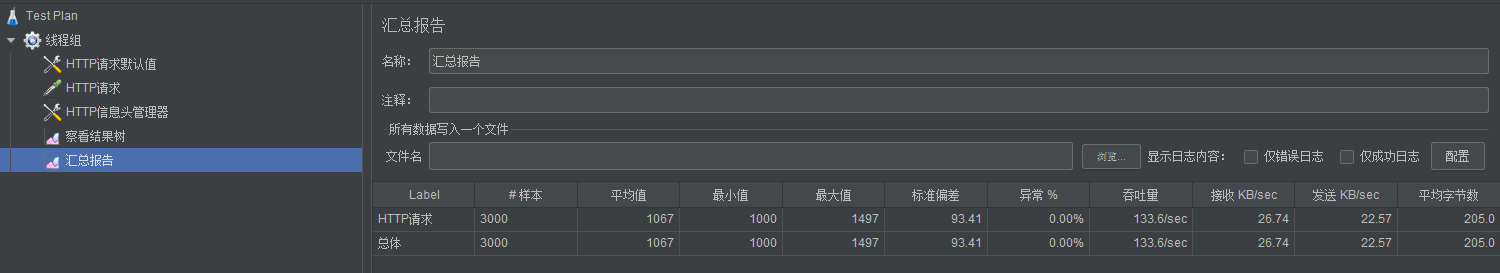 Test Plan
线程组
HTTP请求默认值
HTTP请求
HTTP信息头管理器
察看结果树
汇总报告
汇总报告
名称: 汇总报告
注释:
所有数据写入一个文件
文件名 浏览... 显示日志内容: 仅错误日志 仅成功日志 配置
Label # 样本 平均值 最小值 最大值 标准偏差 异常 % 吞吐量 接收 KB/sec 发送 KB/sec 平均字节数
HTTP请求 3000 1067 1000 1497 93.41 0.00% 133.6/sec 26.74 22.57 205.0
总体 3000 1067 1000 1497 93.41 0.00% 133.6/sec 26.74 22.57 205.0